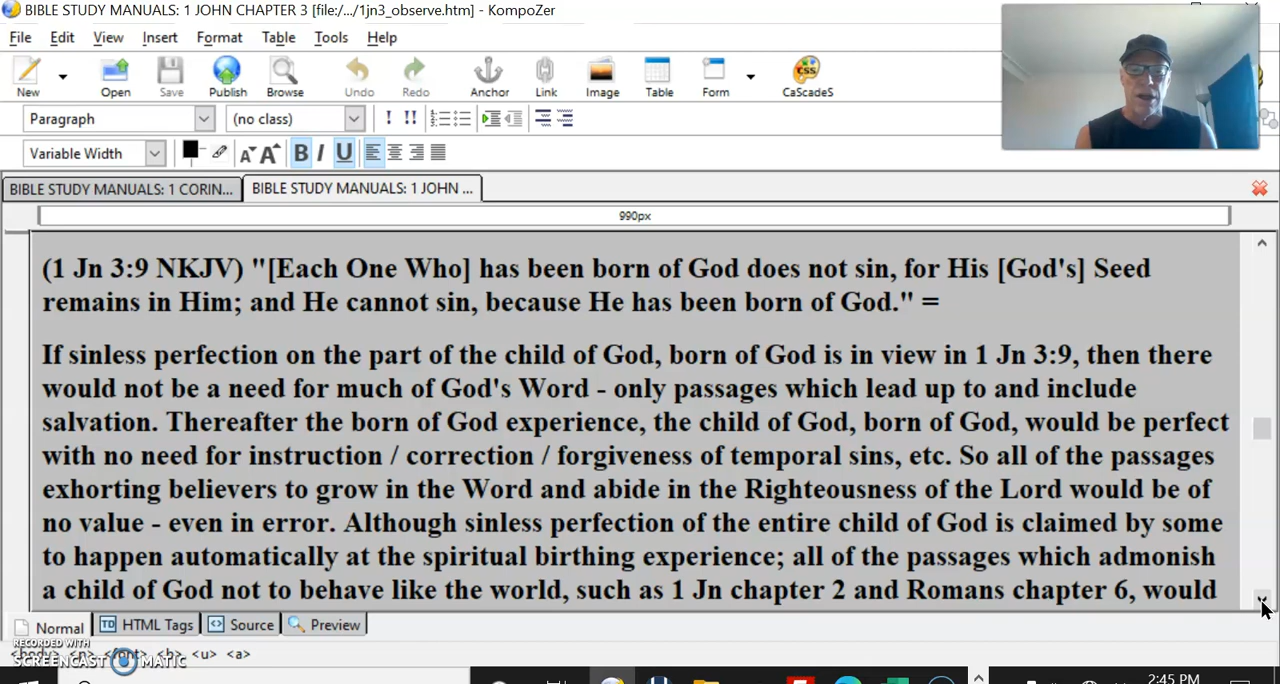 BIBLE STUDY MANUALS: 1 JOHN CHAPTER 3 [file:/.../1jn3_observe.htm] - KompoZer
File Edit View Insert Format Table Tools Help
New Open Save Publish Browse Undo Redo Anchor Link Image Table Form CaScadeS
Paragraph (no class) ! !!
Variable Width A A B I U
BIBLE STUDY MANUALS: 1 CORIN... BIBLE STUDY MANUALS: 1 JOHN ...
990px
(1 Jn 3:9 NKJV) "[Each One Who] has been born of God does not sin, for His [God's] Seed
remains in Him; and He cannot sin, because He has been born of God." =
If sinless perfection on the part of the child of God, born of God is in view in 1 Jn 3:9, then there
would not be a need for much of God's Word - only passages which lead up to and include
salvation. Thereafter the born of God experience, the child of God, born of God, would be perfect
with no need for instruction / correction / forgiveness of temporal sins, etc. So all of the passages
exhorting believers to grow in the Word and abide in the Righteousness of the Lord would be of
no value - even in error. Although sinless perfection of the entire child of God is claimed by some
to happen automatically at the spiritual birthing experience; all of the passages which admonish
a child of God not to behave like the world, such as 1 Jn chapter 2 and Romans chapter 6, would
Normal TD HTML Tags Source Preview
RECORDED WITH
<body> <p> <font> <b> <u> <a>
SCREENCAST MATIC
2:45 PM